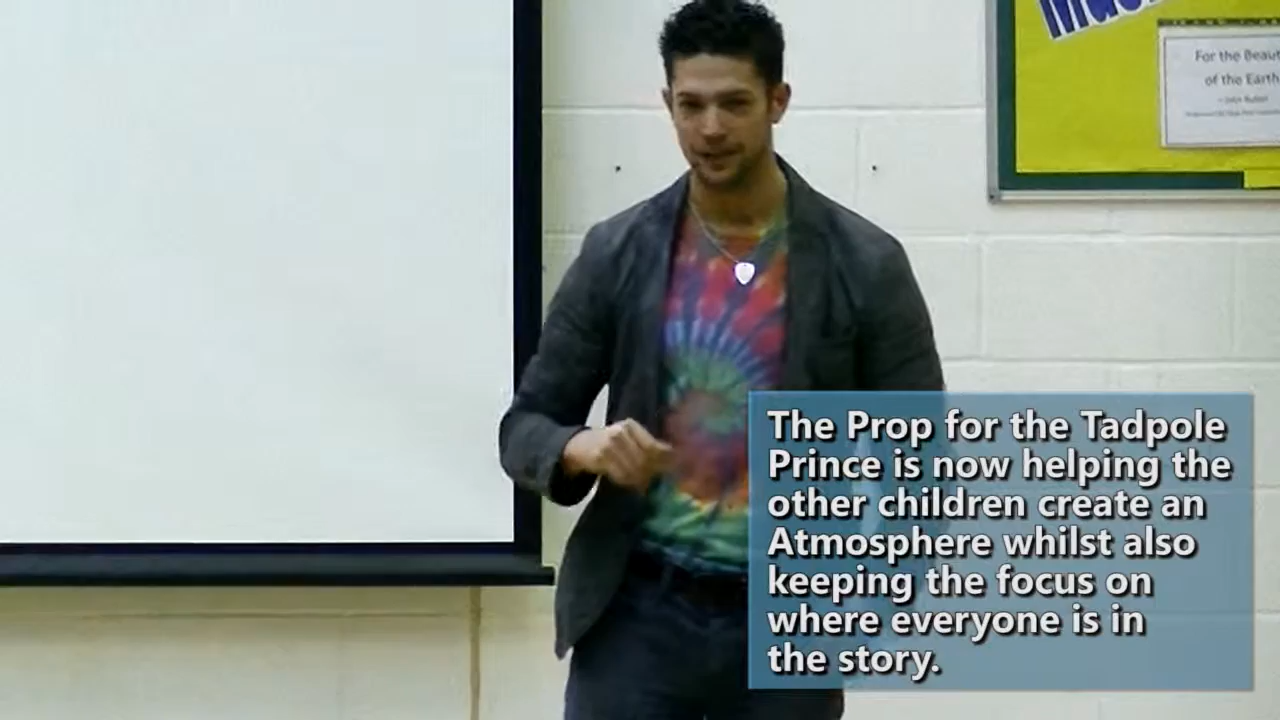 For the Beaut
of the Earth
The Prop for the Tadpole
Prince is now helping the
other children create an
Atmosphere whilst also
keeping the focus on
where everyone is in
the story.